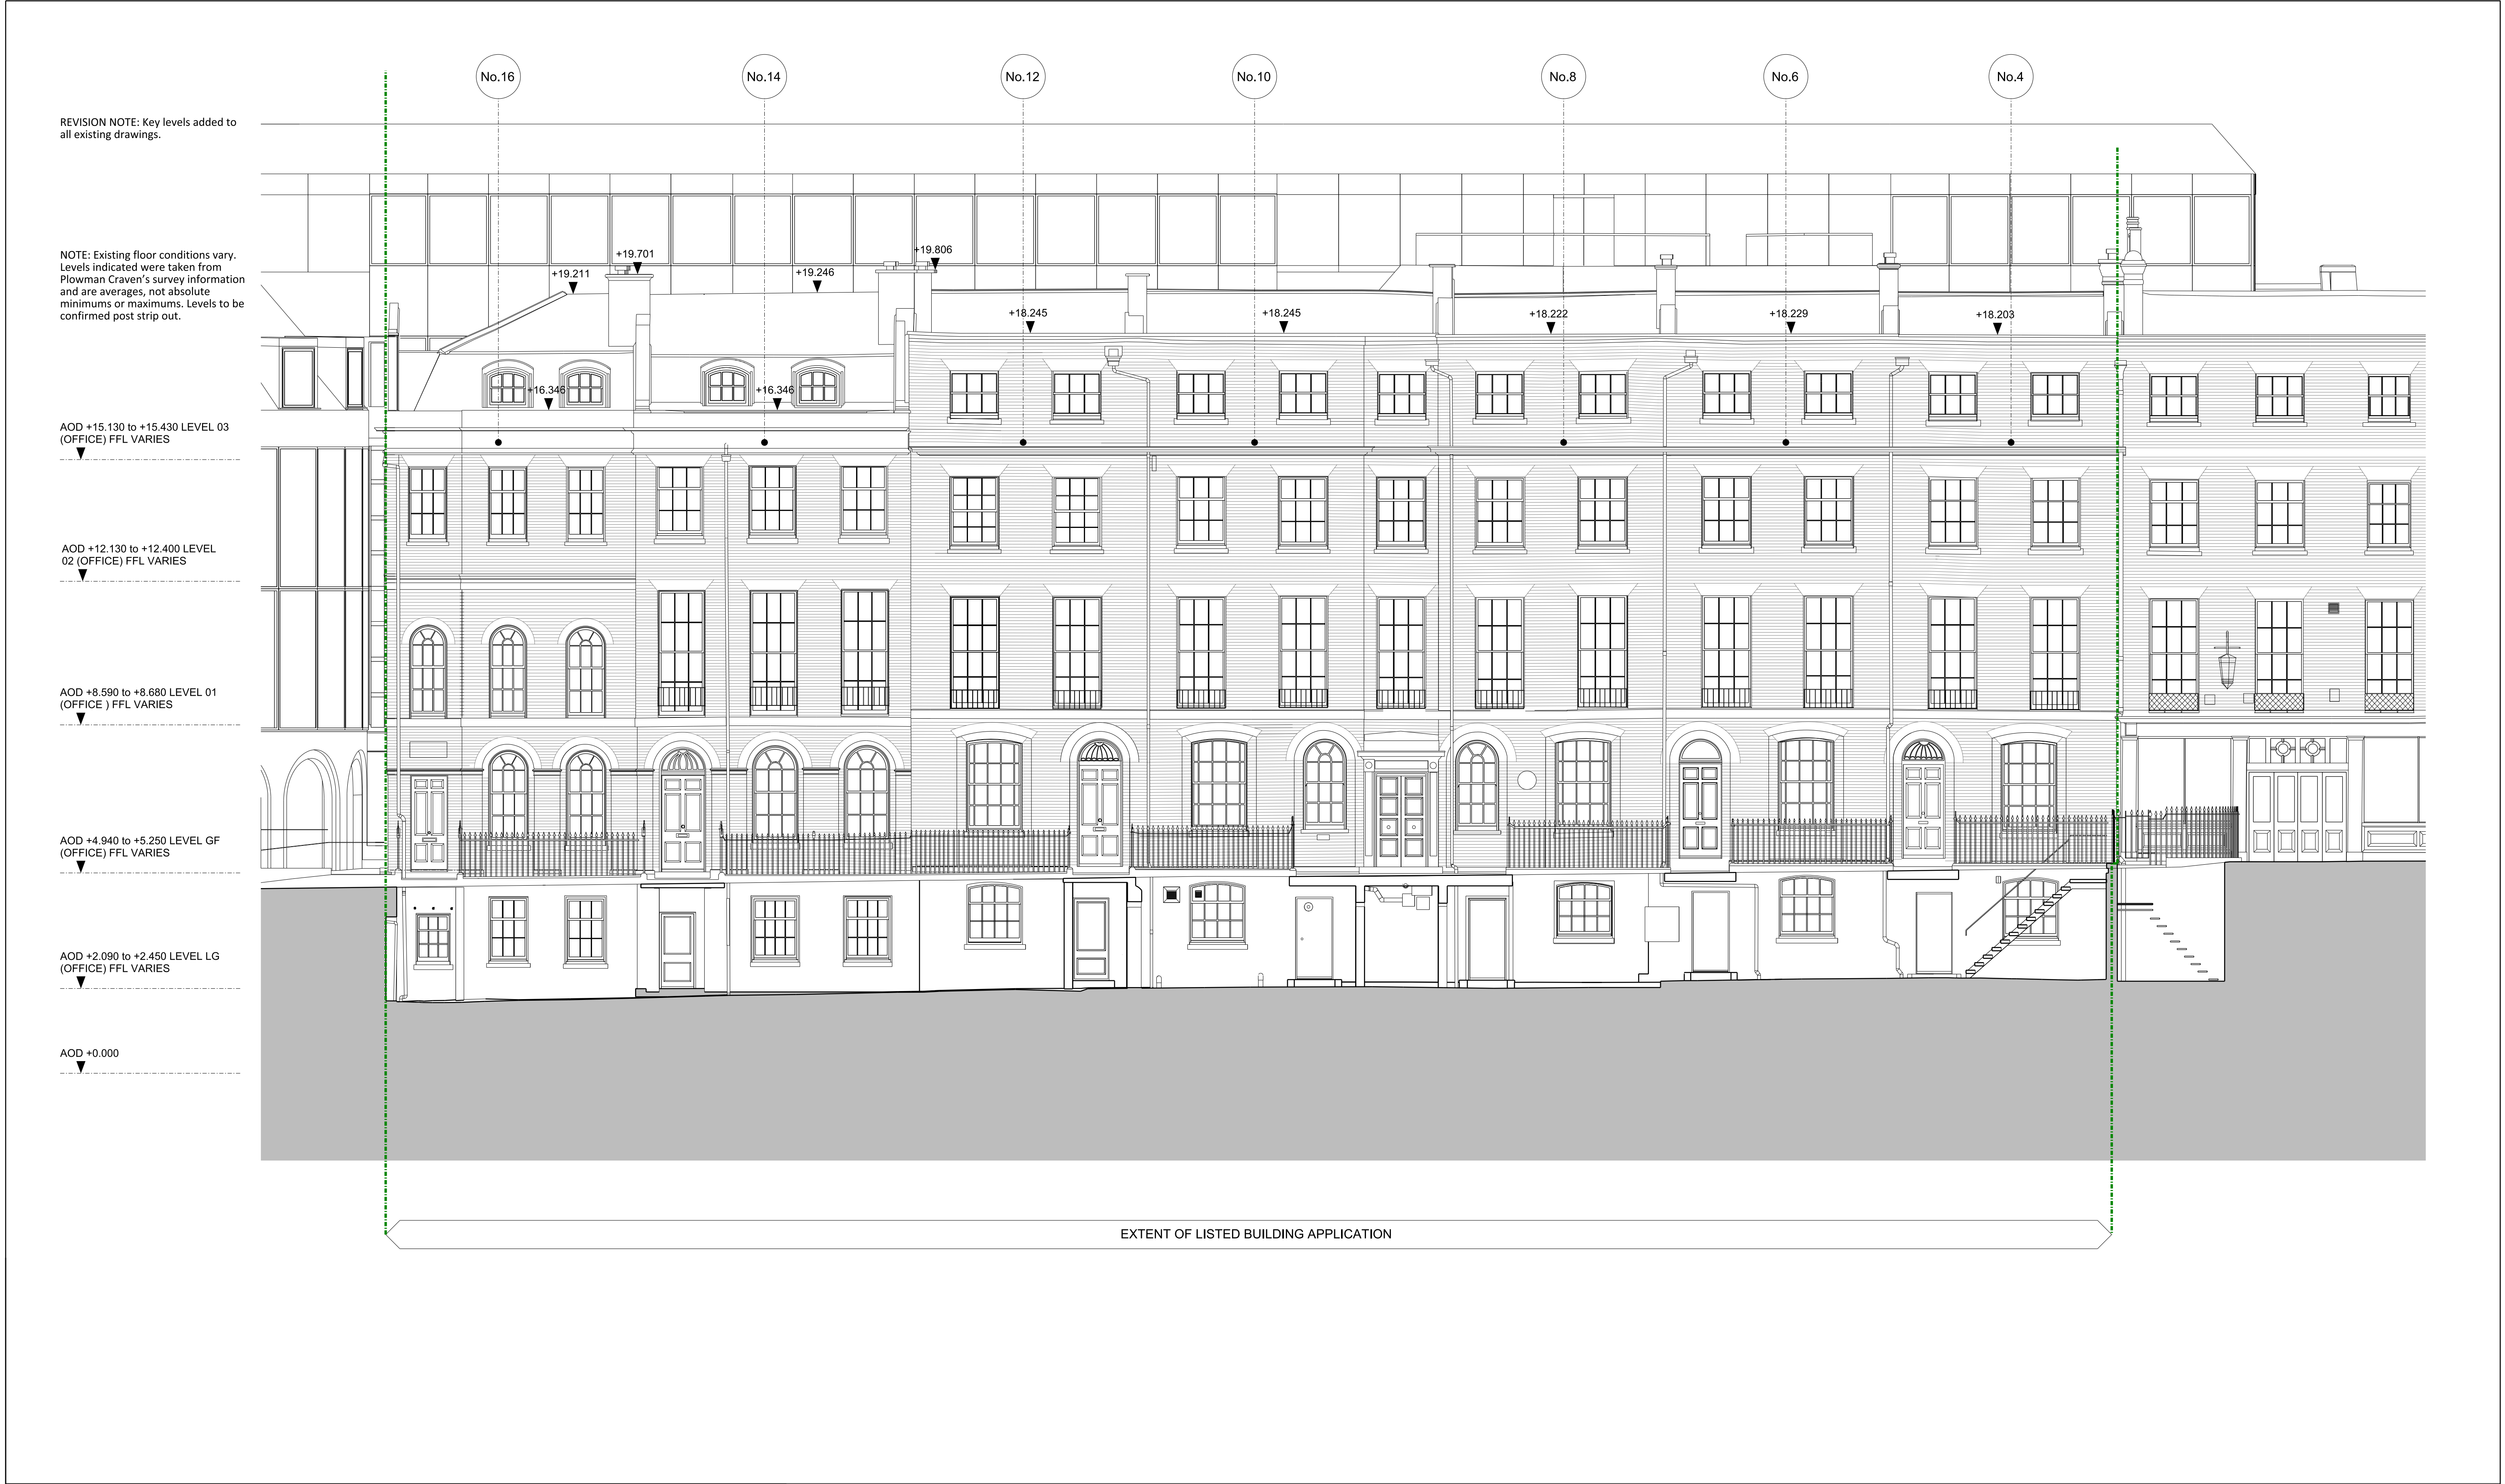 No.16
No.14
No.12
No.10
No.8
No.6
No.4
REVISION NOTE: Key levels added to
all existing drawings.
NOTE: Existing floor conditions vary.
Levels indicated were taken from
Plowman Craven's survey information
and are averages, not absolute
minimums or maximums. Levels to be
confirmed post strip out.
+19.211
+19.701
+19.246
+19.806
+18.245
+18.245
+18.222
+18.229
+18.203
+16.346
+16.346
AOD +15.130 to +15.430 LEVEL 03
(OFFICE) FFL VARIES
AOD +12.130 to +12.400 LEVEL
02 (OFFICE) FFL VARIES
AOD +8.590 to +8.680 LEVEL 01
(OFFICE ) FFL VARIES
AOD +4.940 to +5.250 LEVEL GF
(OFFICE) FFL VARIES
AOD +2.090 to +2.450 LEVEL LG
(OFFICE) FFL VARIES
AOD +0.000
EXTENT OF LISTED BUILDING APPLICATION